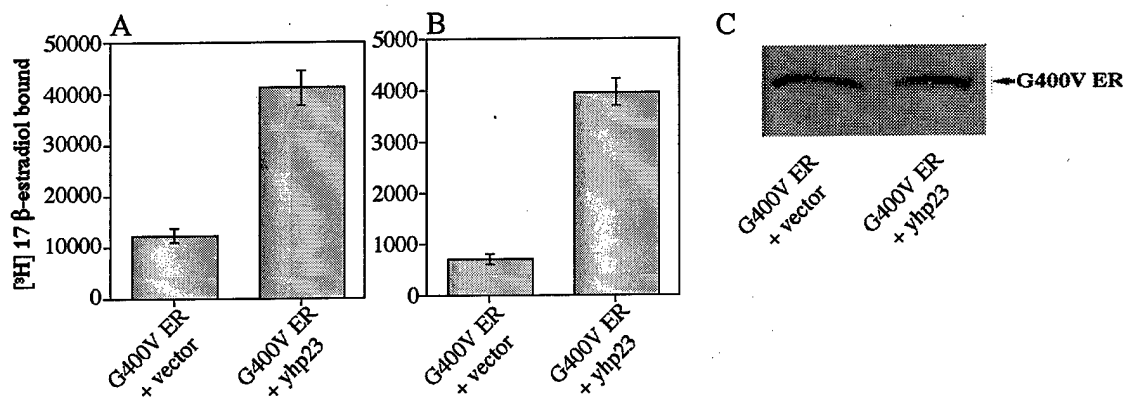 A
[³H] 17 β-estradiol bound
50000
40000
30000
20000
10000
0
G400V ER
+ vector
G400V ER
+ yhp23
B
5000
4000
3000
2000
1000
0
G400V ER
+ vector
G400V ER
+ yhp23
C
G400V ER
G400V ER
+ vector
G400V ER
+ yhp23